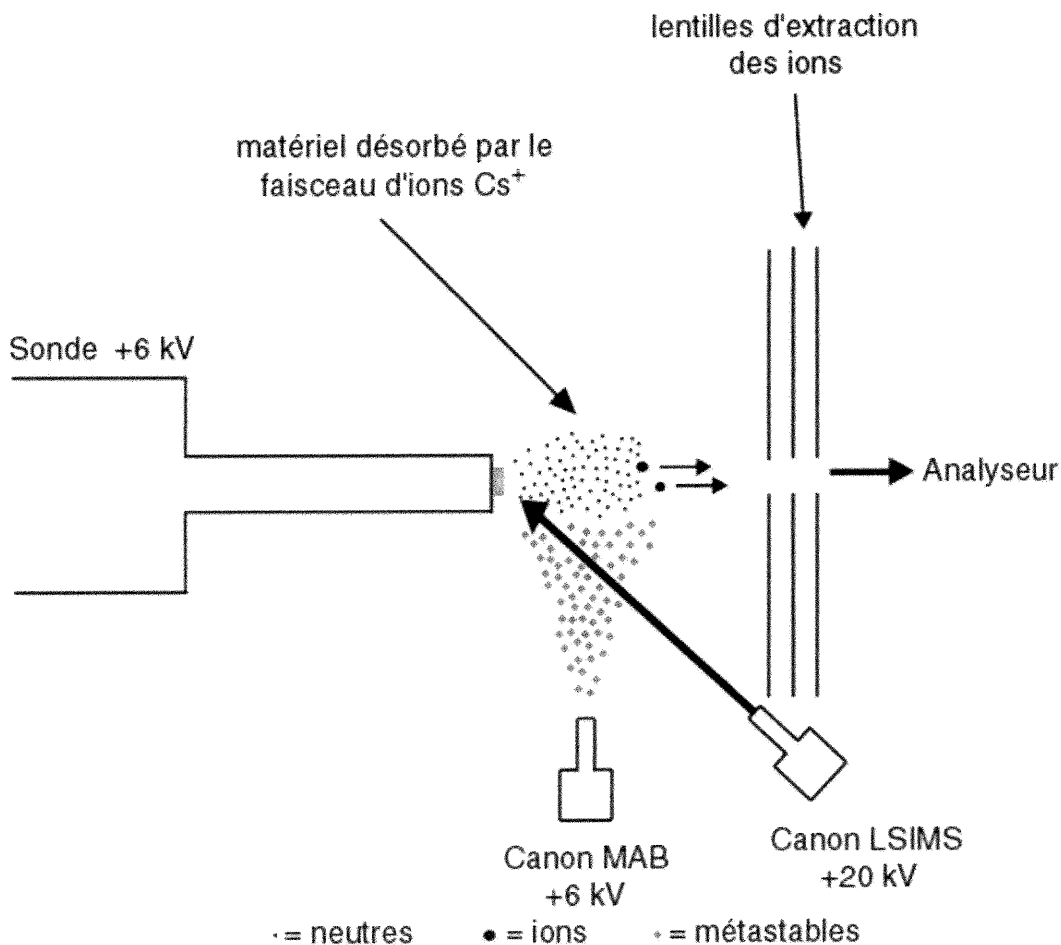 lentilles d'extraction
des ions
matériel désorbé par le
faisceau d'ions Cs⁺
Sonde +6 kV
Analyseur
Canon MAB
+6 kV
Canon LSIMS
+20 kV
· = neutres ● = ions ◆ = métastables